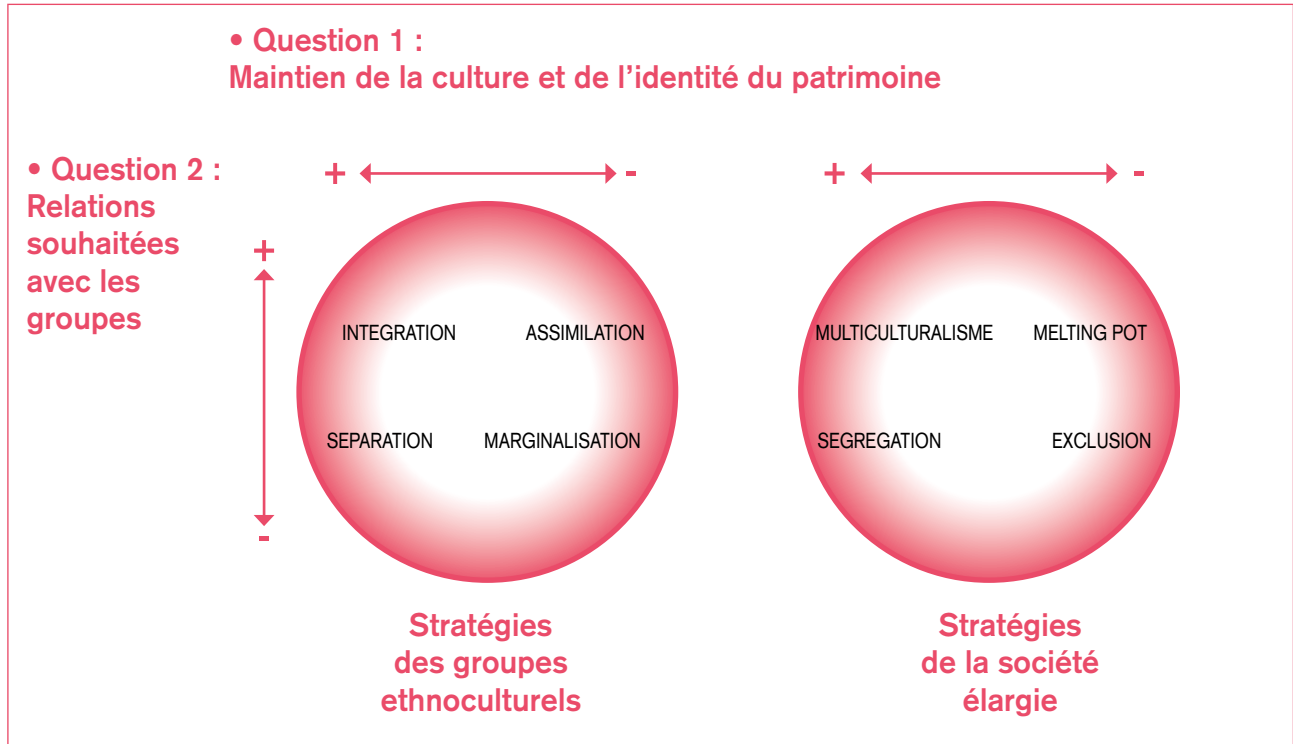 • Question 1 :
Maintien de la culture et de l'identité du patrimoine
• Question 2 :
Relations
souhaitées
avec les
groupes
+ -
+ -
+
-
INTEGRATION ASSIMILATION
SEPARATION MARGINALISATION
MULTICULTURALISME MELTING POT
SEGREGATION EXCLUSION
Stratégies
des groupes
ethnoculturels
Stratégies
de la société
élargie